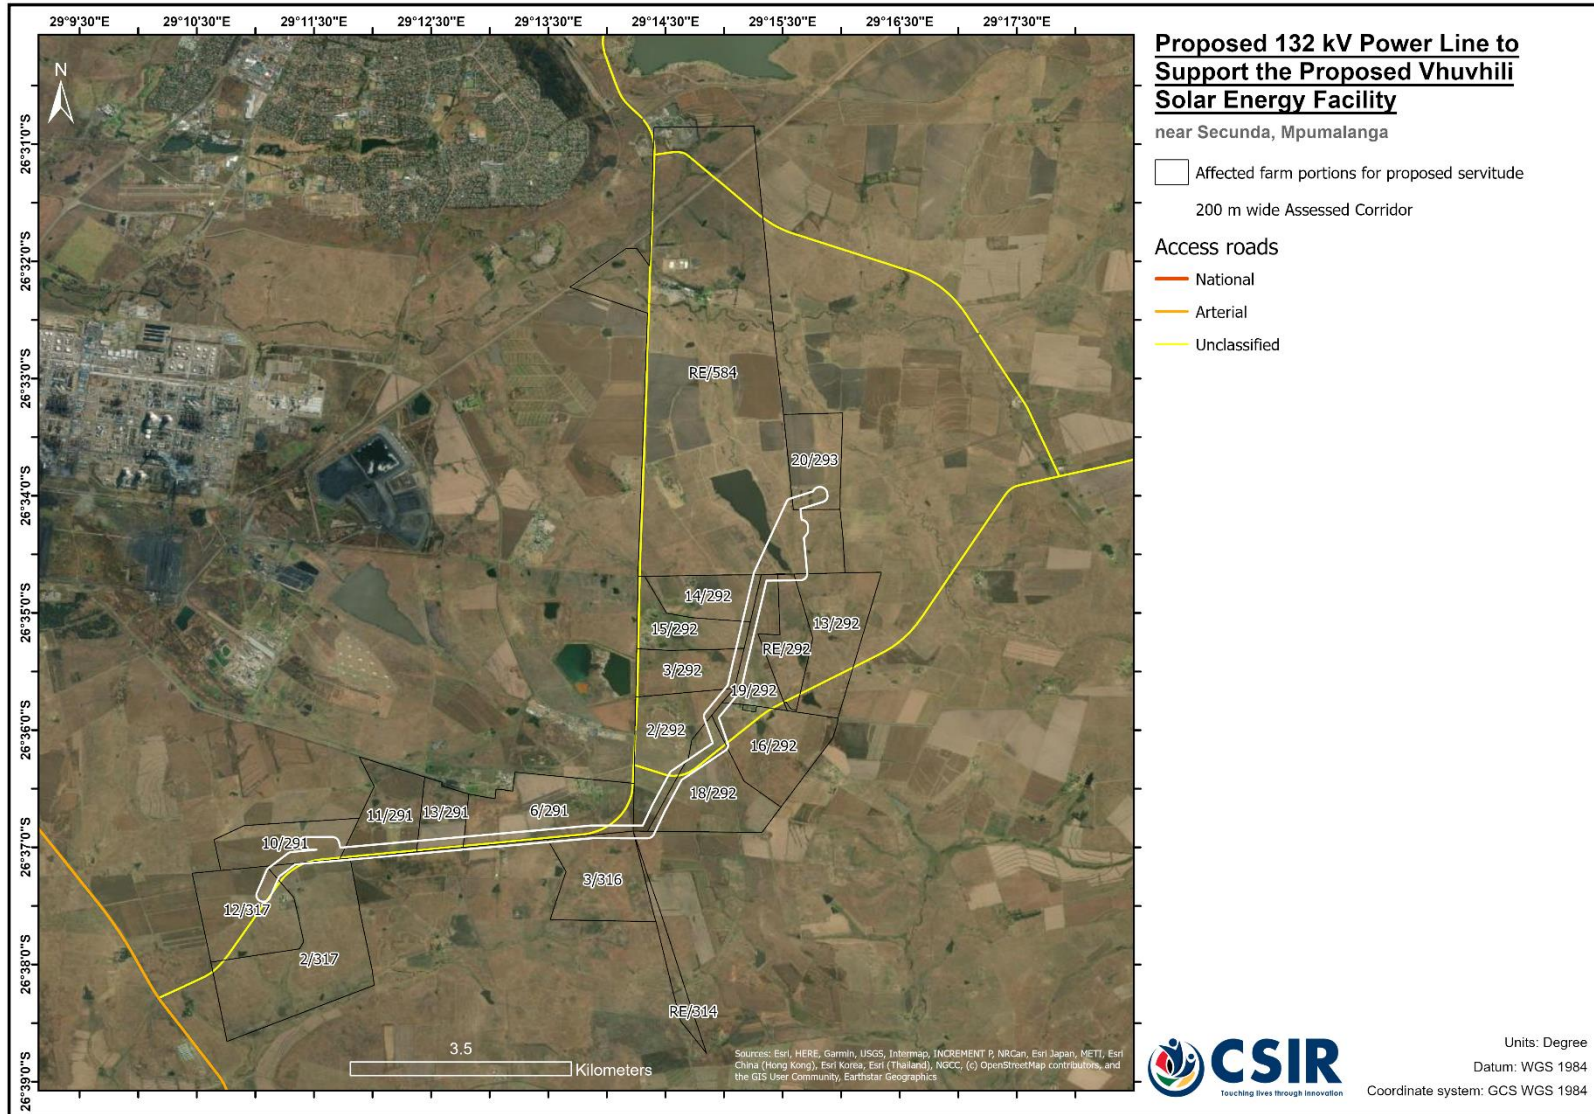 29°9'30"E
29°10'30"E
29°11'30"E
29°12'30"E
29°13'30"E
29°14'30"E
29°15'30"E
29°16'30"E
29°17'30"E
N
26°31'0"S
26°32'0"S
26°33'0"S
26°34'0"S
26°35'0"S
26°36'0"S
26°37'0"S
26°38'0"S
26°39'0"S
RE/584
20/293
14/292
15/292
13/292
RE/292
3/292
19/292
2/292
16/292
18/292
11/291
13/291
6/291
10/291
3/316
12/317
2/317
RE/314
3.5
Kilometers
Sources: Esri, HERE, Garmin, USGS, Intermap, INCREMENT P, NRCan, Esri Japan, METI, Esri
China (Hong Kong), Esri Korea, Esri (Thailand), NGCC, (c) OpenStreetMap contributors, and
the GIS User Community, Earthstar Geographics
Proposed 132 kV Power Line to
Support the Proposed Vhuvhili
Solar Energy Facility
near Secunda, Mpumalanga
Affected farm portions for proposed servitude
200 m wide Assessed Corridor
Access roads
National
Arterial
Unclassified
CSIR
Touching lives through innovation
Units: Degree
Datum: WGS 1984
Coordinate system: GCS WGS 1984